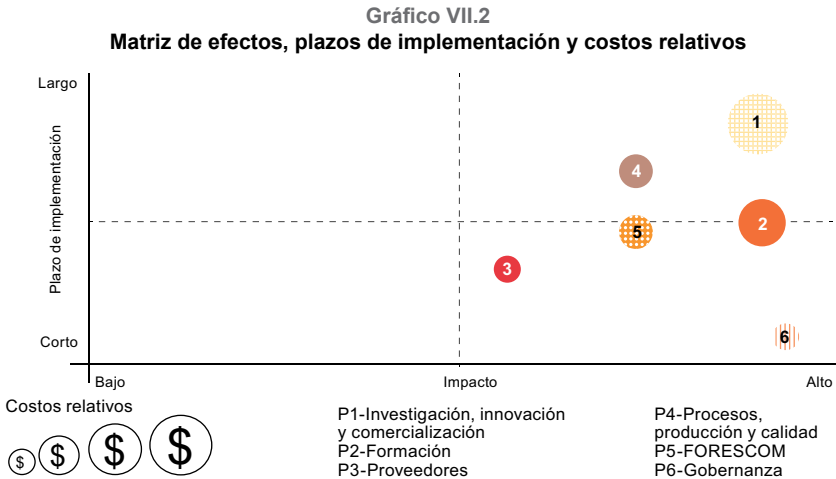 Gráfico VII.2
Matriz de efectos, plazos de implementación y costos relativos
Largo
Plazo de implementación
Corto
1
4
2
5
3
6
Bajo
Impacto
Alto
Costos relativos
$ $ $ $
P1-Investigación, innovación
y comercialización
P2-Formación
P3-Proveedores
P4-Procesos,
producción y calidad
P5-FORESCOM
P6-Gobernanza